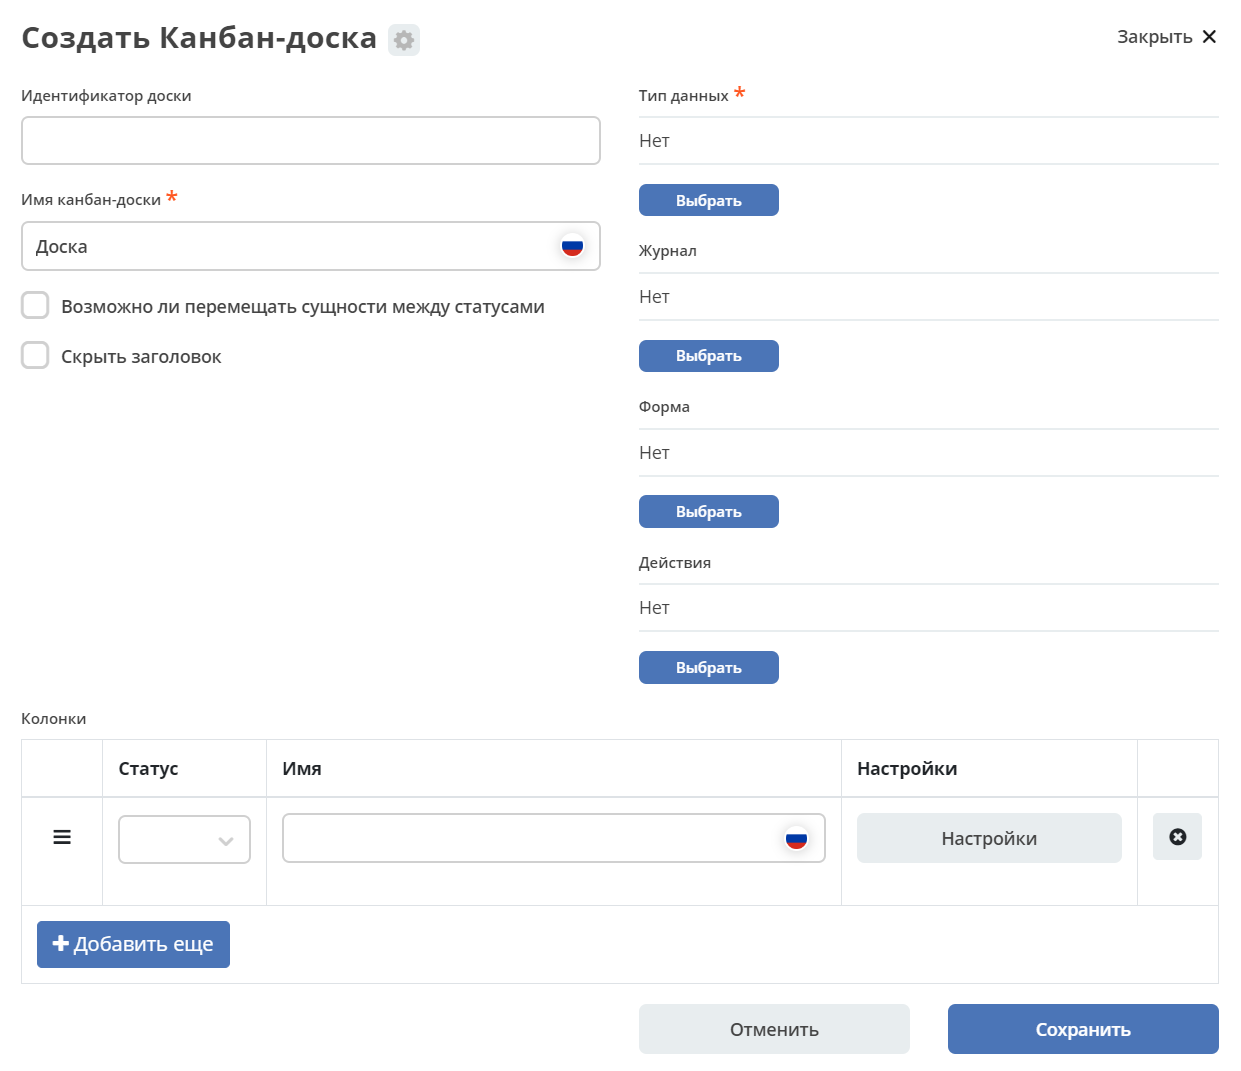 Создать Канбан-доска
Закрыть
Идентификатор доски
Имя канбан-доски *
Доска
Возможно ли перемещать сущности между статусами
Скрыть заголовок
Тип данных *
Нет
Выбрать
Журнал
Нет
Выбрать
Форма
Нет
Выбрать
Действия
Нет
Выбрать
Колонки
Статус Имя Настройки
Настройки
Добавить еще
Отменить Сохранить